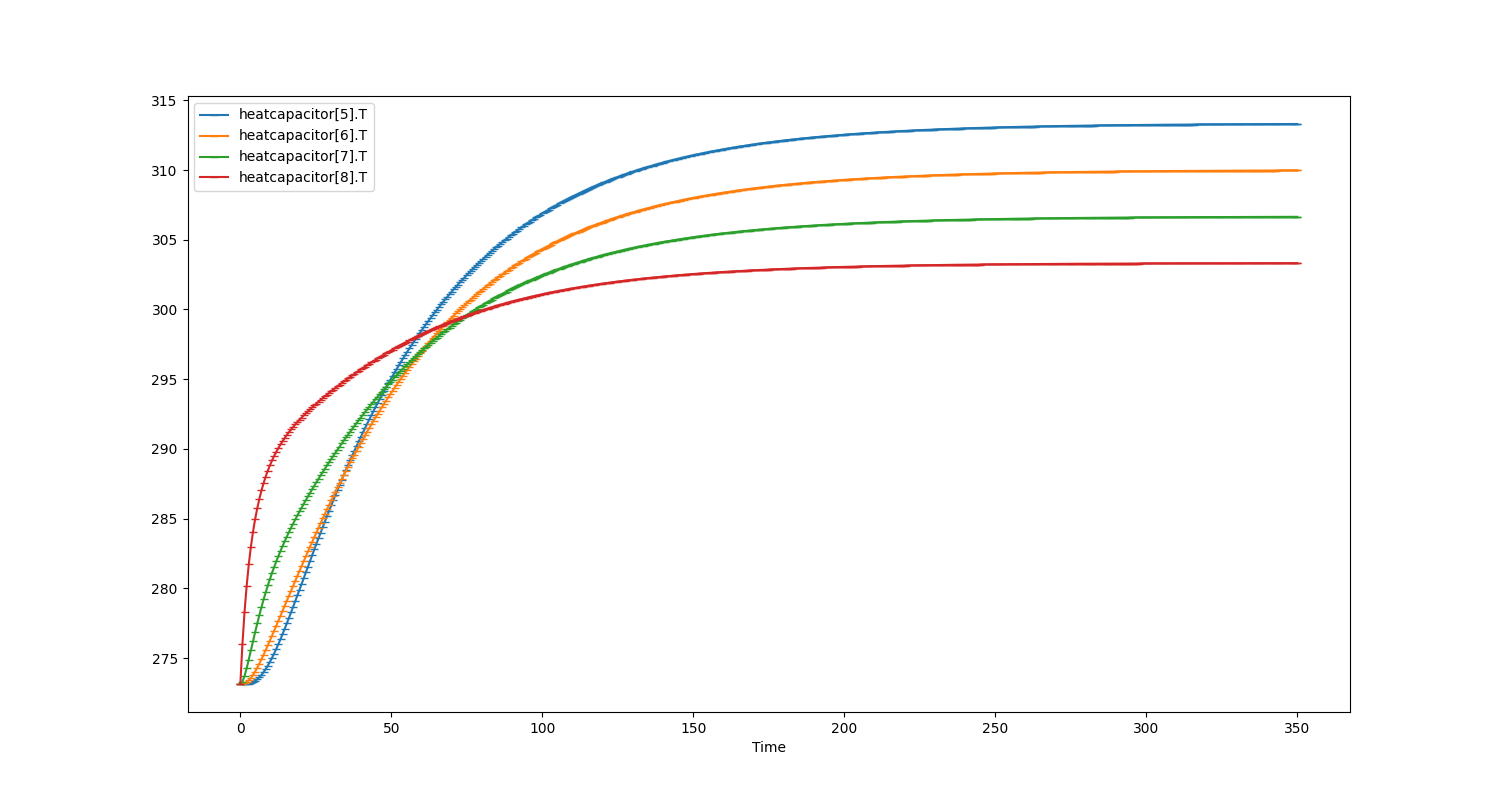 315
310
305
300
295
290
285
280
275
heatcapacitor[5].T
heatcapacitor[6].T
heatcapacitor[7].T
heatcapacitor[8].T
0 50 100 150 200 250 300 350
Time